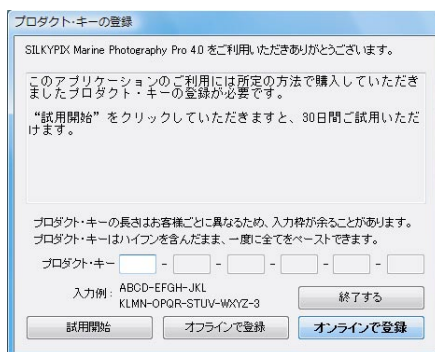 プロダクト・キーの登録
SILKYPIX Marine Photography Pro 4.0 をご利用いただきありがとうございます。
このアプリケーションのご利用には所定の方法で購入していただき
ましたプロダクト・キーの登録が必要です。
“試用開始”をクリックしていただきますと、30日間ご試用いただ
けます。
プロダクト・キーの長さはお客様ごとに異なるため、入力枠が余ることがあります。
プロダクト・キーはハイフンを含んだまま、一度に全てをペーストできます。
プロダクト・キー - - - - -
入力例： ABCD-EFGH-JKL
KLMN-OPQR-STUV-WXYZ-3
終了する
試用開始 オフラインで登録 オンラインで登録